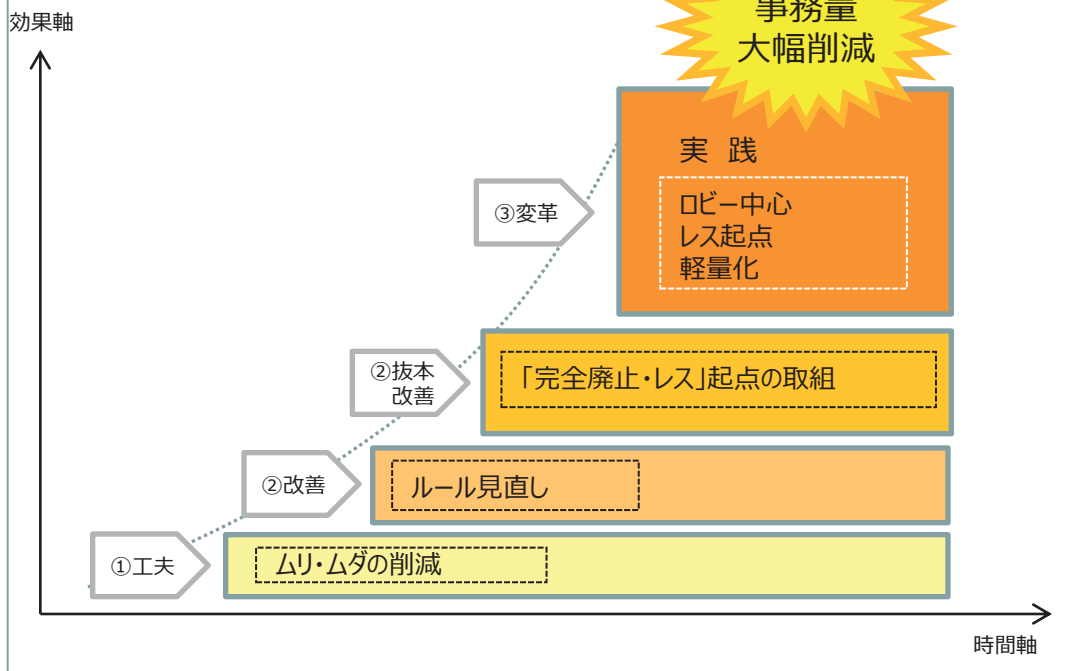 効果軸
事務量
大幅削減
実 践
ロビー中心
レス起点
軽量化
③変革
②抜本
改善
「完全廃止・レス」起点の取組
②改善
ルール見直し
①工夫
ムリ・ムダの削減
時間軸